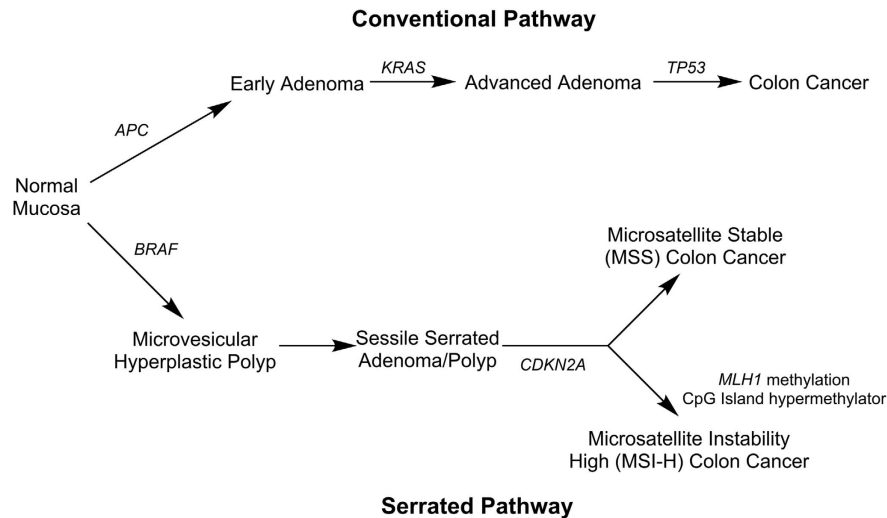 Conventional Pathway
KRAS
TP53
Early Adenoma
Advanced Adenoma
Colon Cancer
APC
Normal
Mucosa
BRAF
Microsatellite Stable
(MSS) Colon Cancer
Microvesicular
Hyperplastic Polyp
Sessile Serrated
Adenoma/Polyp
CDKN2A
MLH1 methylation
CpG Island hypermethylator
Microsatellite Instability
High (MSI-H) Colon Cancer
Serrated Pathway